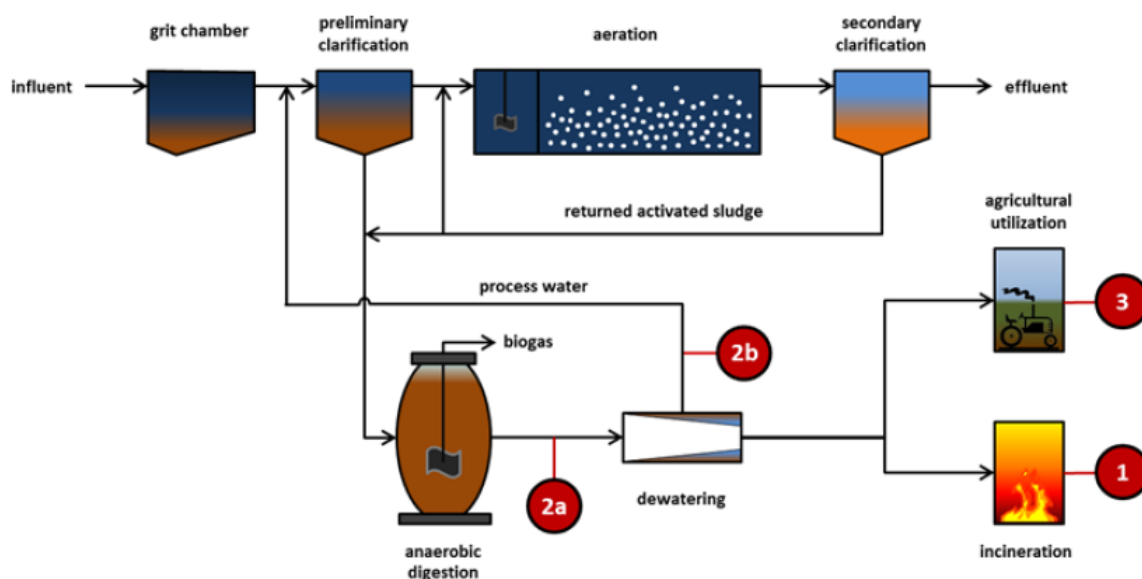 grit chamber
preliminary
clarification
aeration
secondary
clarification
influent
effluent
returned activated sludge
agricultural
utilization
process water
3
biogas
2b
2a
dewatering
1
anaerobic
digestion
incineration